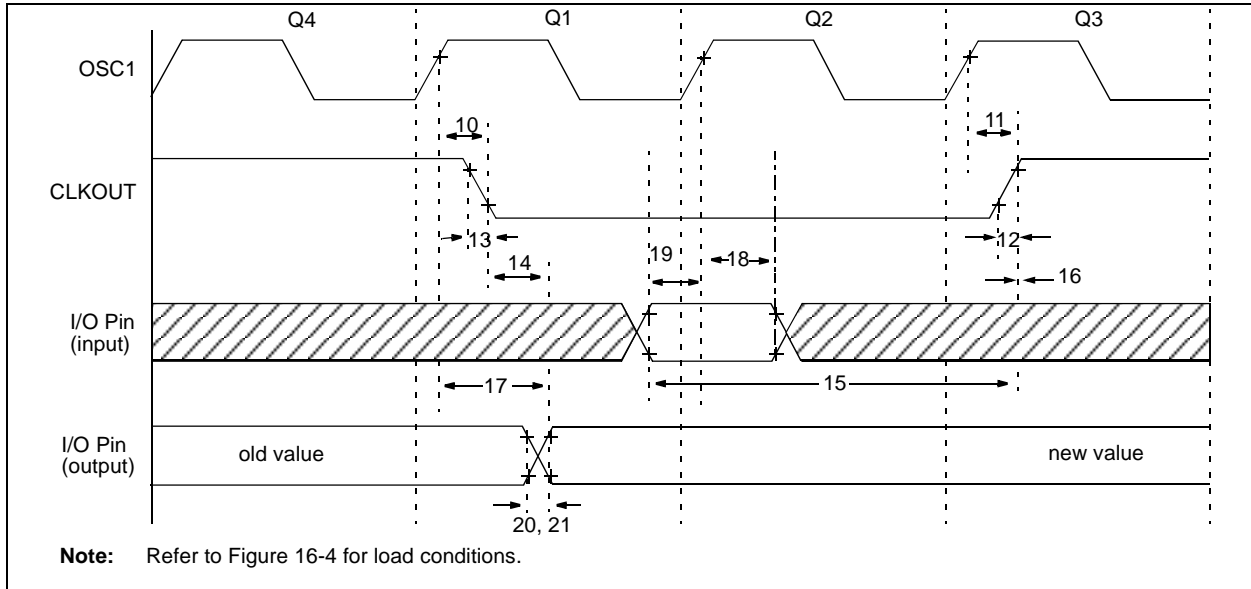 Q4 Q1 Q2 Q3
OSC1
10 11
CLKOUT
13 12
14 19 18 16
I/O Pin
(input)
17 15
I/O Pin
(output)
old value new value
20, 21
Note: Refer to Figure 16-4 for load conditions.